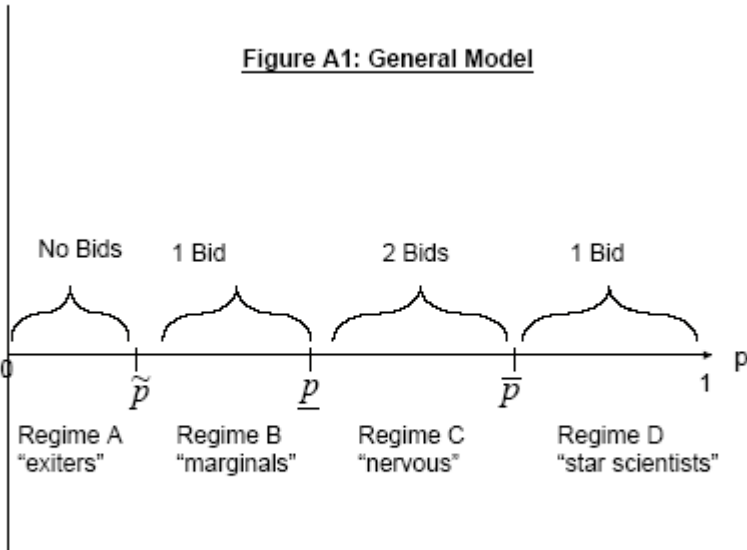 Figure A1: General Model
No Bids 1 Bid 2 Bids 1 Bid
0 p̃ p̲ p̅ 1 p
Regime A Regime B Regime C Regime D
“exiters” “marginals” “nervous” “star scientists”